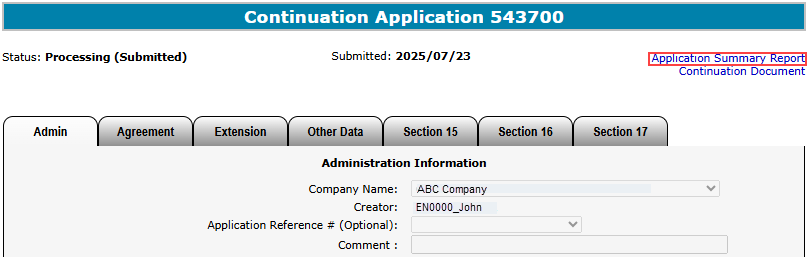 Continuation Application 543700
Status: Processing (Submitted) Submitted: 2025/07/23 Application Summary Report
Continuation Document
Admin Agreement Extension Other Data Section 15 Section 16 Section 17
Administration Information
Company Name: ABC Company
Creator: EN0000_John
Application Reference # (Optional):
Comment :